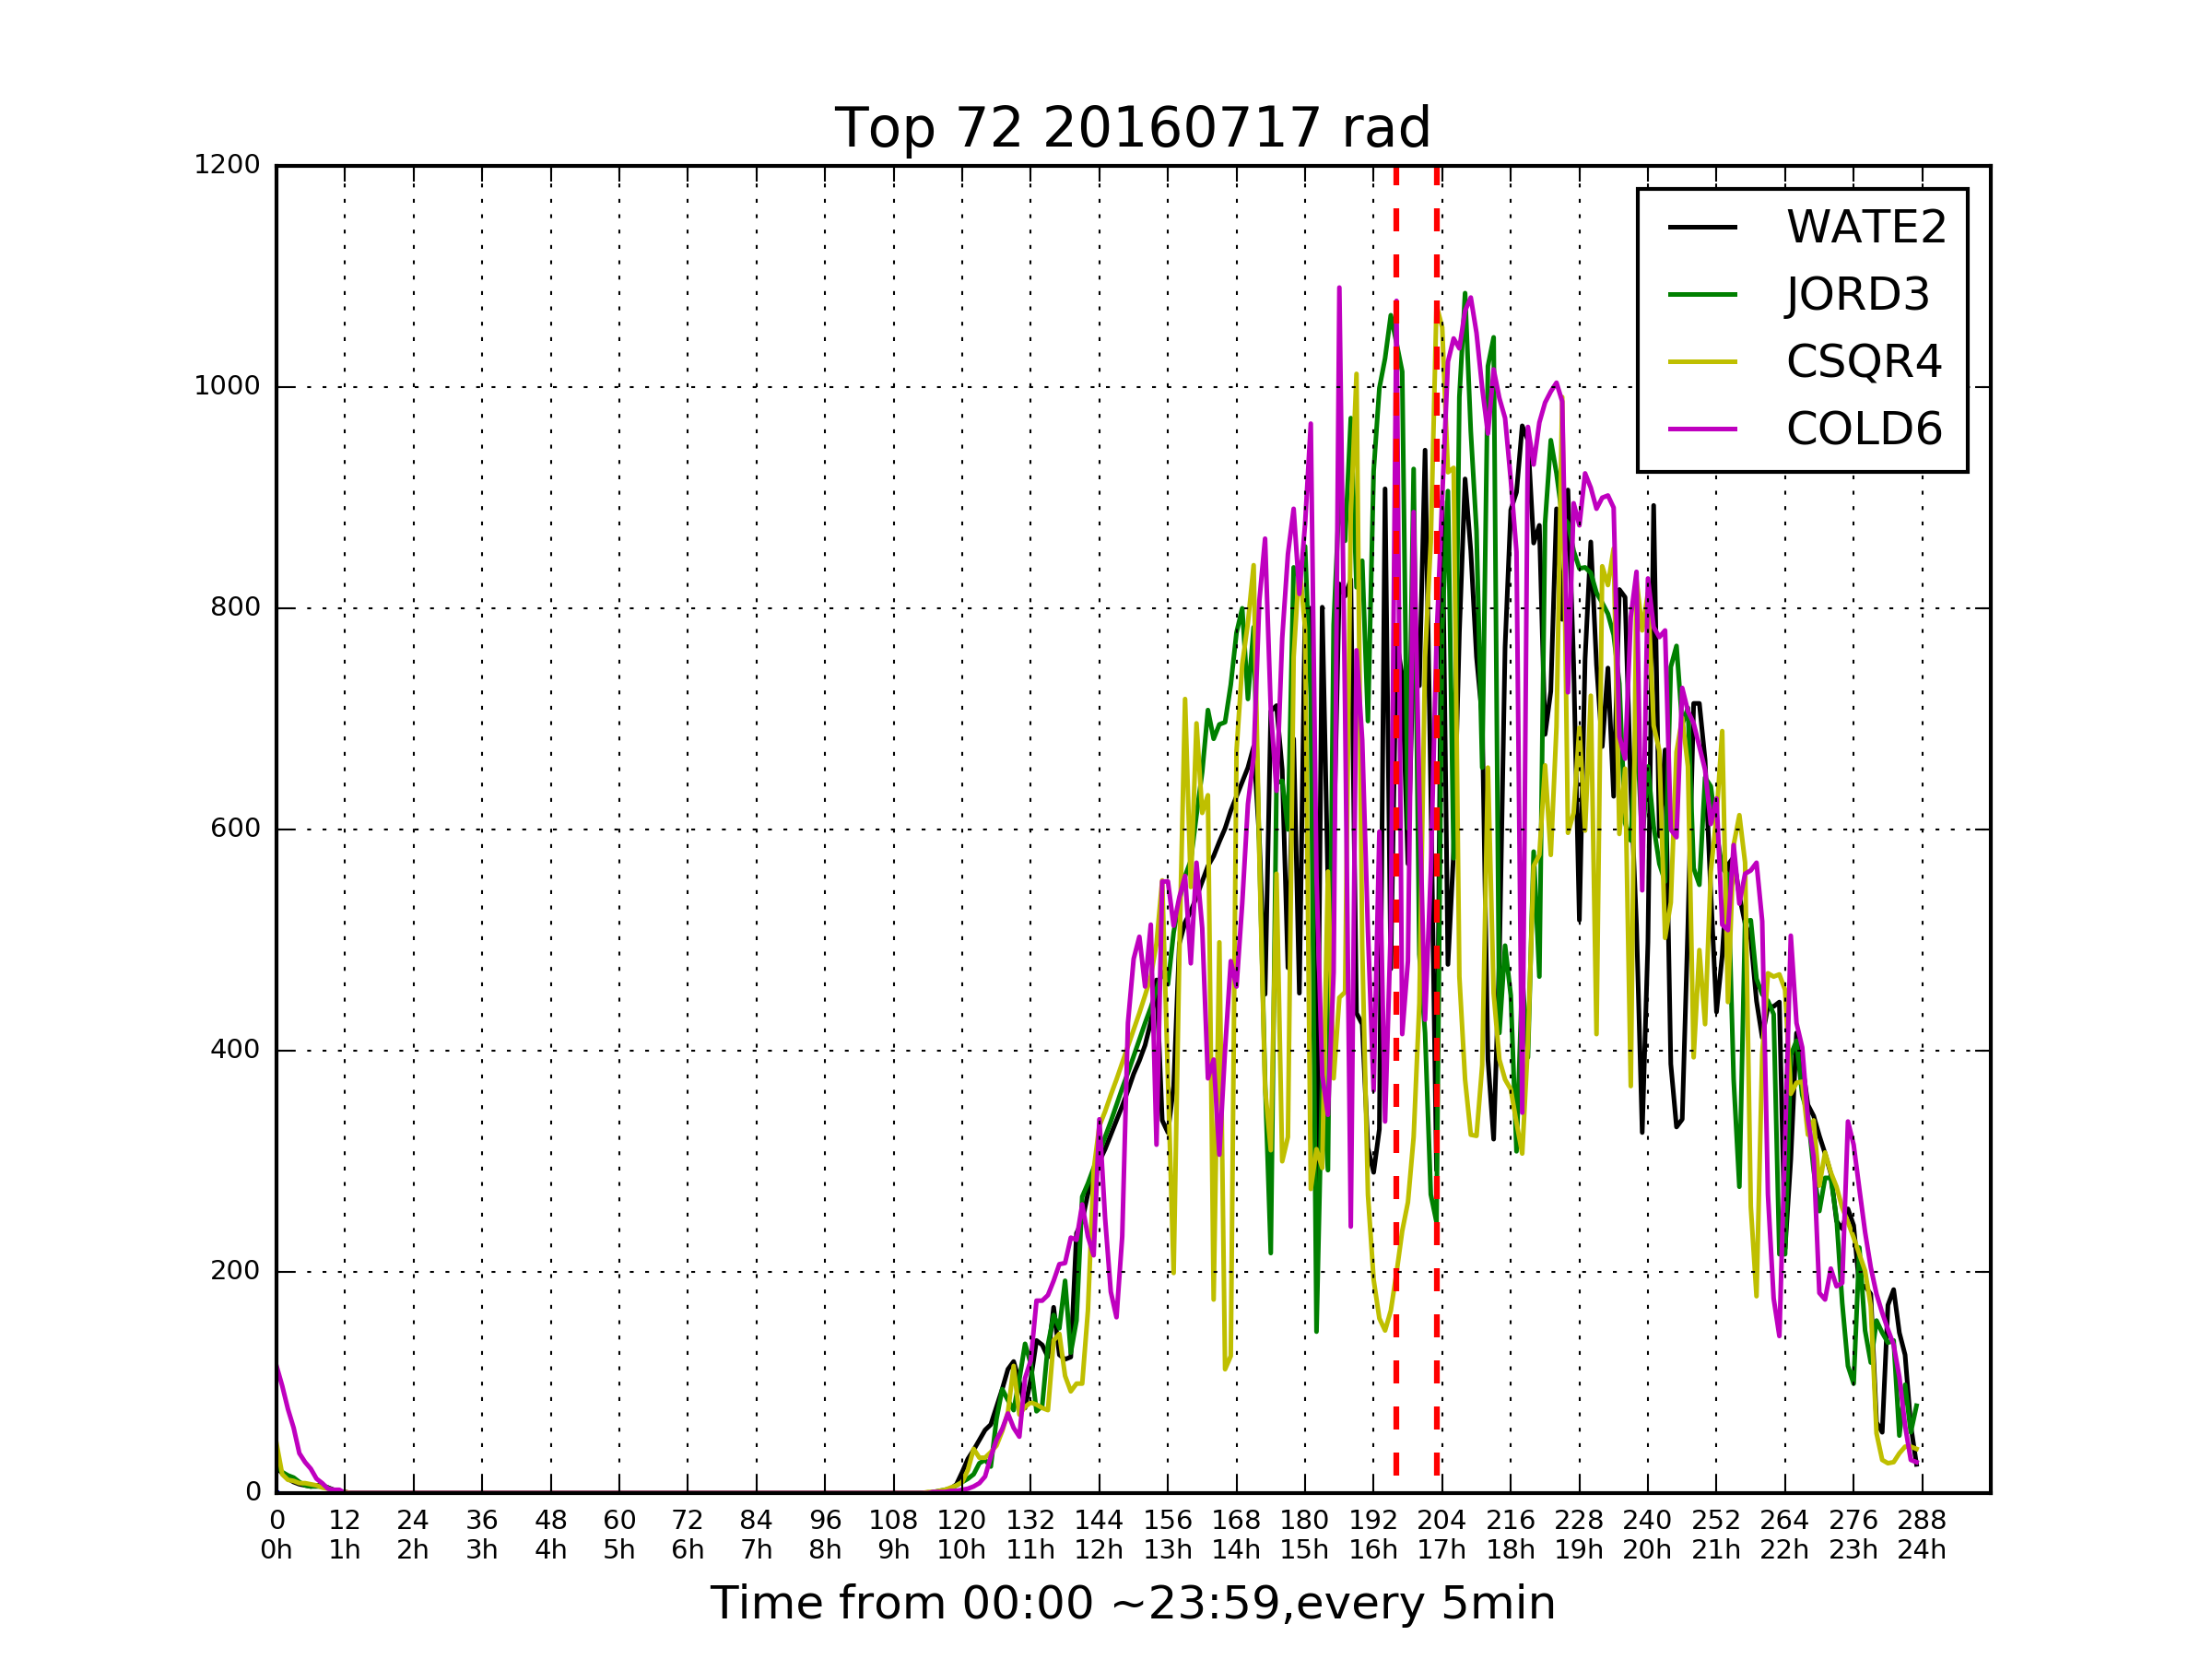 Top 72 20160717 rad
1200
1000
800
600
400
200
0
WATE2
JORD3
CSQR4
COLD6
0 12 24 36 48 60 72 84 96 108 120 132 144 156 168 180 192 204 216 228 240 252 264 276 288
0h 1h 2h 3h 4h 5h 6h 7h 8h 9h 10h 11h 12h 13h 14h 15h 16h 17h 18h 19h 20h 21h 22h 23h 24h
Time from 00:00 ~23:59,every 5min